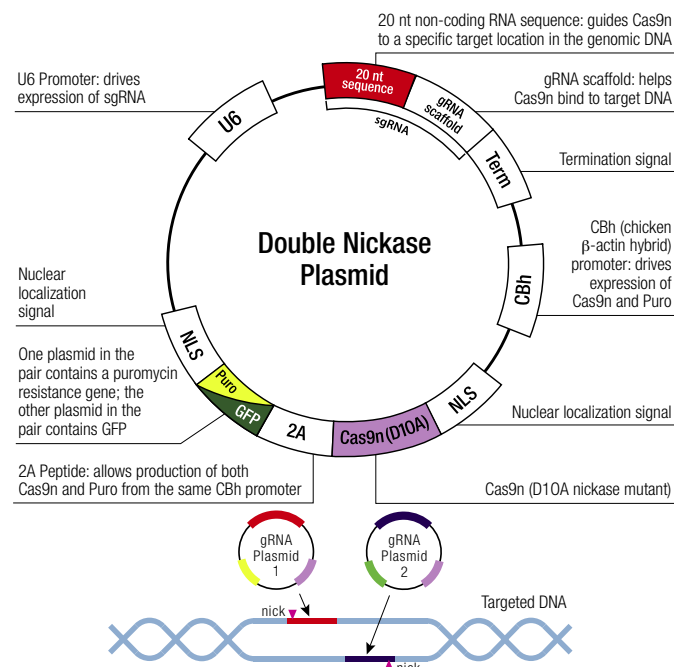 20 nt non-coding RNA sequence: guides Cas9n
to a specific target location in the genomic DNA
U6 Promoter: drives
expression of sgRNA
20 nt
sequence
gRNA
scaffold
sgRNA
gRNA scaffold: helps
Cas9n bind to target DNA
U6
Term
Termination signal
Double Nickase
Plasmid
CBh (chicken
β-actin hybrid)
promoter: drives
expression of
Cas9n and Puro
CBh
Nuclear
localization
signal
NLS
One plasmid in the
pair contains a puromycin
resistance gene; the
other plasmid in the
pair contains GFP
Puro
GFP
2A
Cas9n (D10A)
NLS
Nuclear localization signal
2A Peptide: allows production of both
Cas9n and Puro from the same CBh promoter
Cas9n (D10A nickase mutant)
gRNA
Plasmid
1
gRNA
Plasmid
2
Targeted DNA
nick
nick